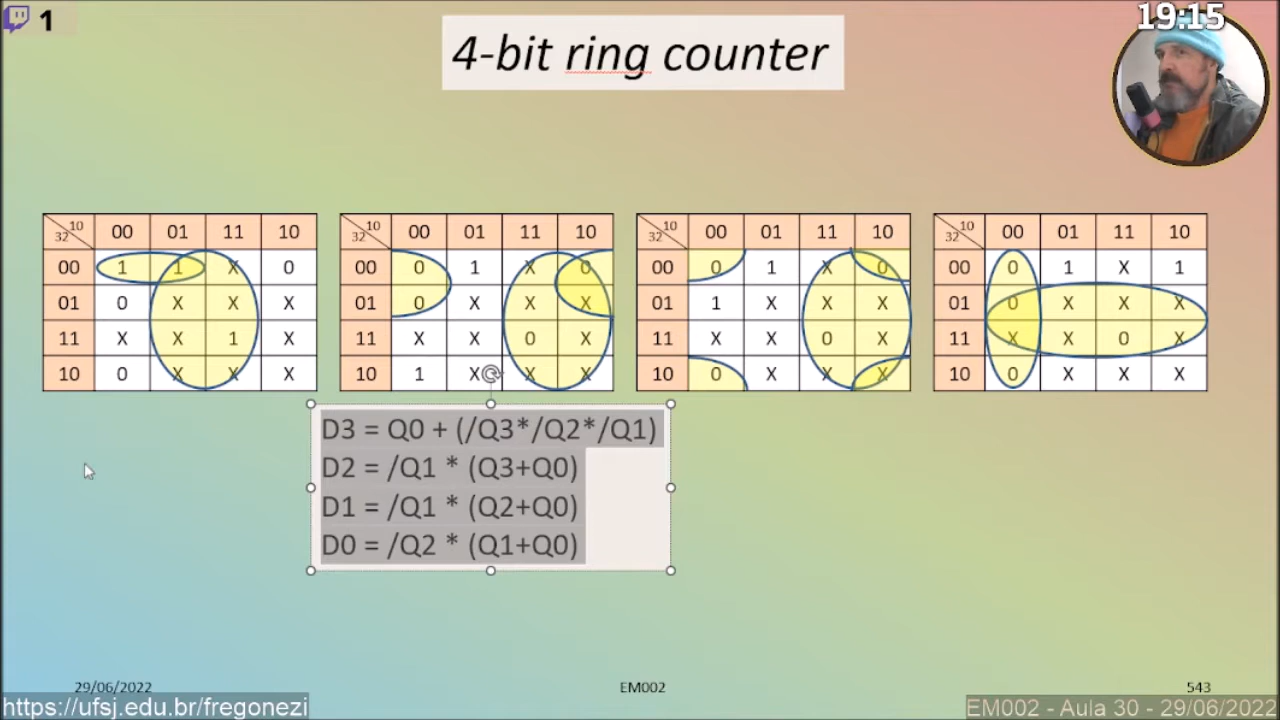 1
19:15
4-bit ring counter
10
32 00 01 11 10
00 1 1 X 0
01 0 X X X
11 X X 1 X
10 0 X X X
10
32 00 01 11 10
00 0 1 X 0
01 0 X X X
11 X X 0 X
10 1 X X X
10
32 00 01 11 10
00 0 1 X 0
01 1 X X X
11 X X 0 X
10 0 X X X
10
32 00 01 11 10
00 0 1 X 1
01 0 X X X
11 X X 0 X
10 0 X X X
D3 = Q0 + (/Q3*/Q2*/Q1)
D2 = /Q1 * (Q3+Q0)
D1 = /Q1 * (Q2+Q0)
D0 = /Q2 * (Q1+Q0)
29/06/2022 EM002 543
https://ufsj.edu.br/fregonezi
EM002 - Aula 30 - 29/06/2022